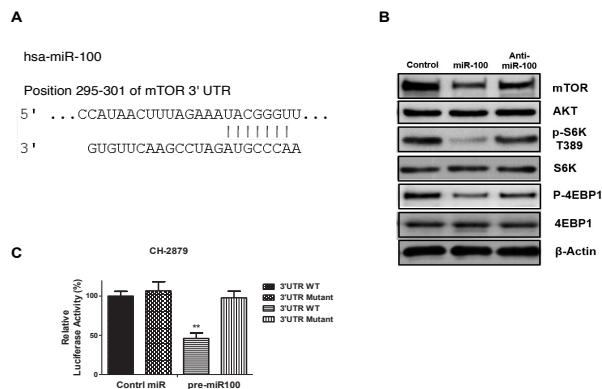 A
hsa-miR-100
Position 295-301 of mTOR 3' UTR
5' ...CCAUAACUUUAGAAAUACGGGUU...
3' GUGUUCAAGCCUAGAUGCCCAA
B
Control miR-100 Anti-miR-100
mTOR
AKT
p-S6K T389
S6K
P-4EBP1
4EBP1
β-Actin
C
CH-2879
Relative Luciferase Activity (%)
100
50
0
**
Contrl miR pre-miR100
3'UTR WT
3'UTR Mutant
3'UTR WT
3'UTR Mutant